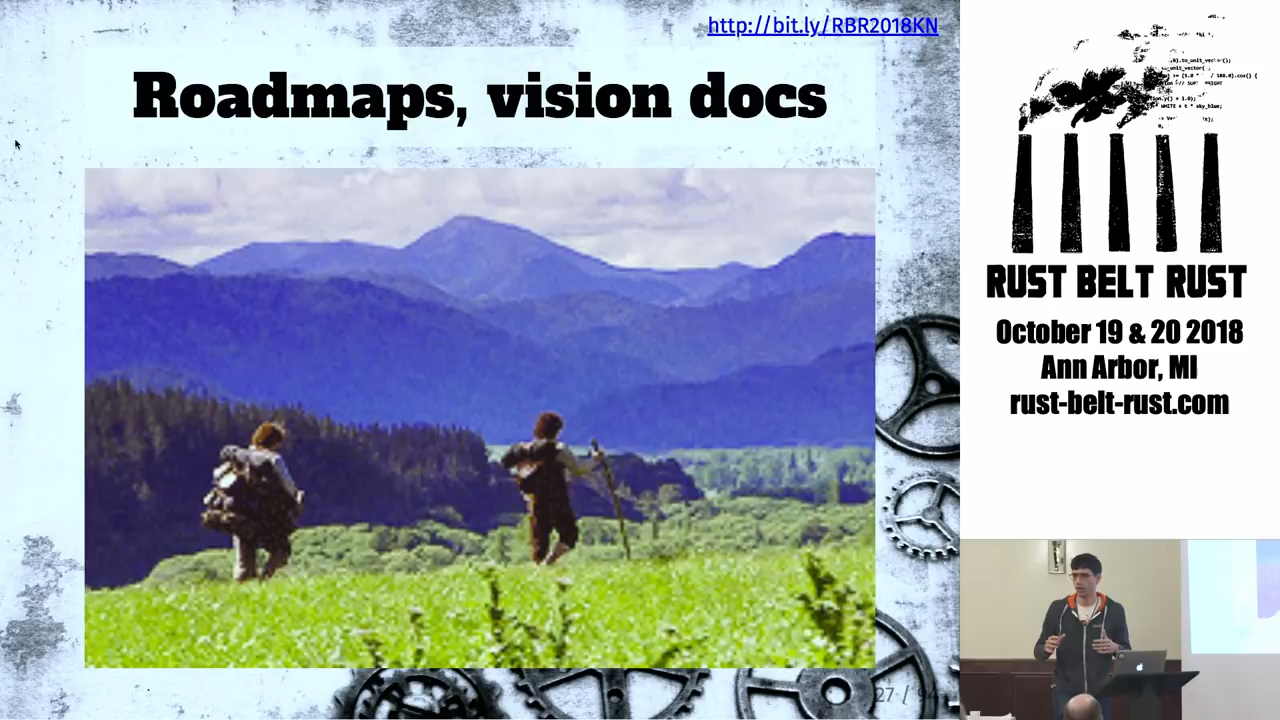 http://bit.ly/RBR2018KN
Roadmaps, vision docs
RUST BELT RUST
October 19 & 20 2018
Ann Arbor, MI
rust-belt-rust.com